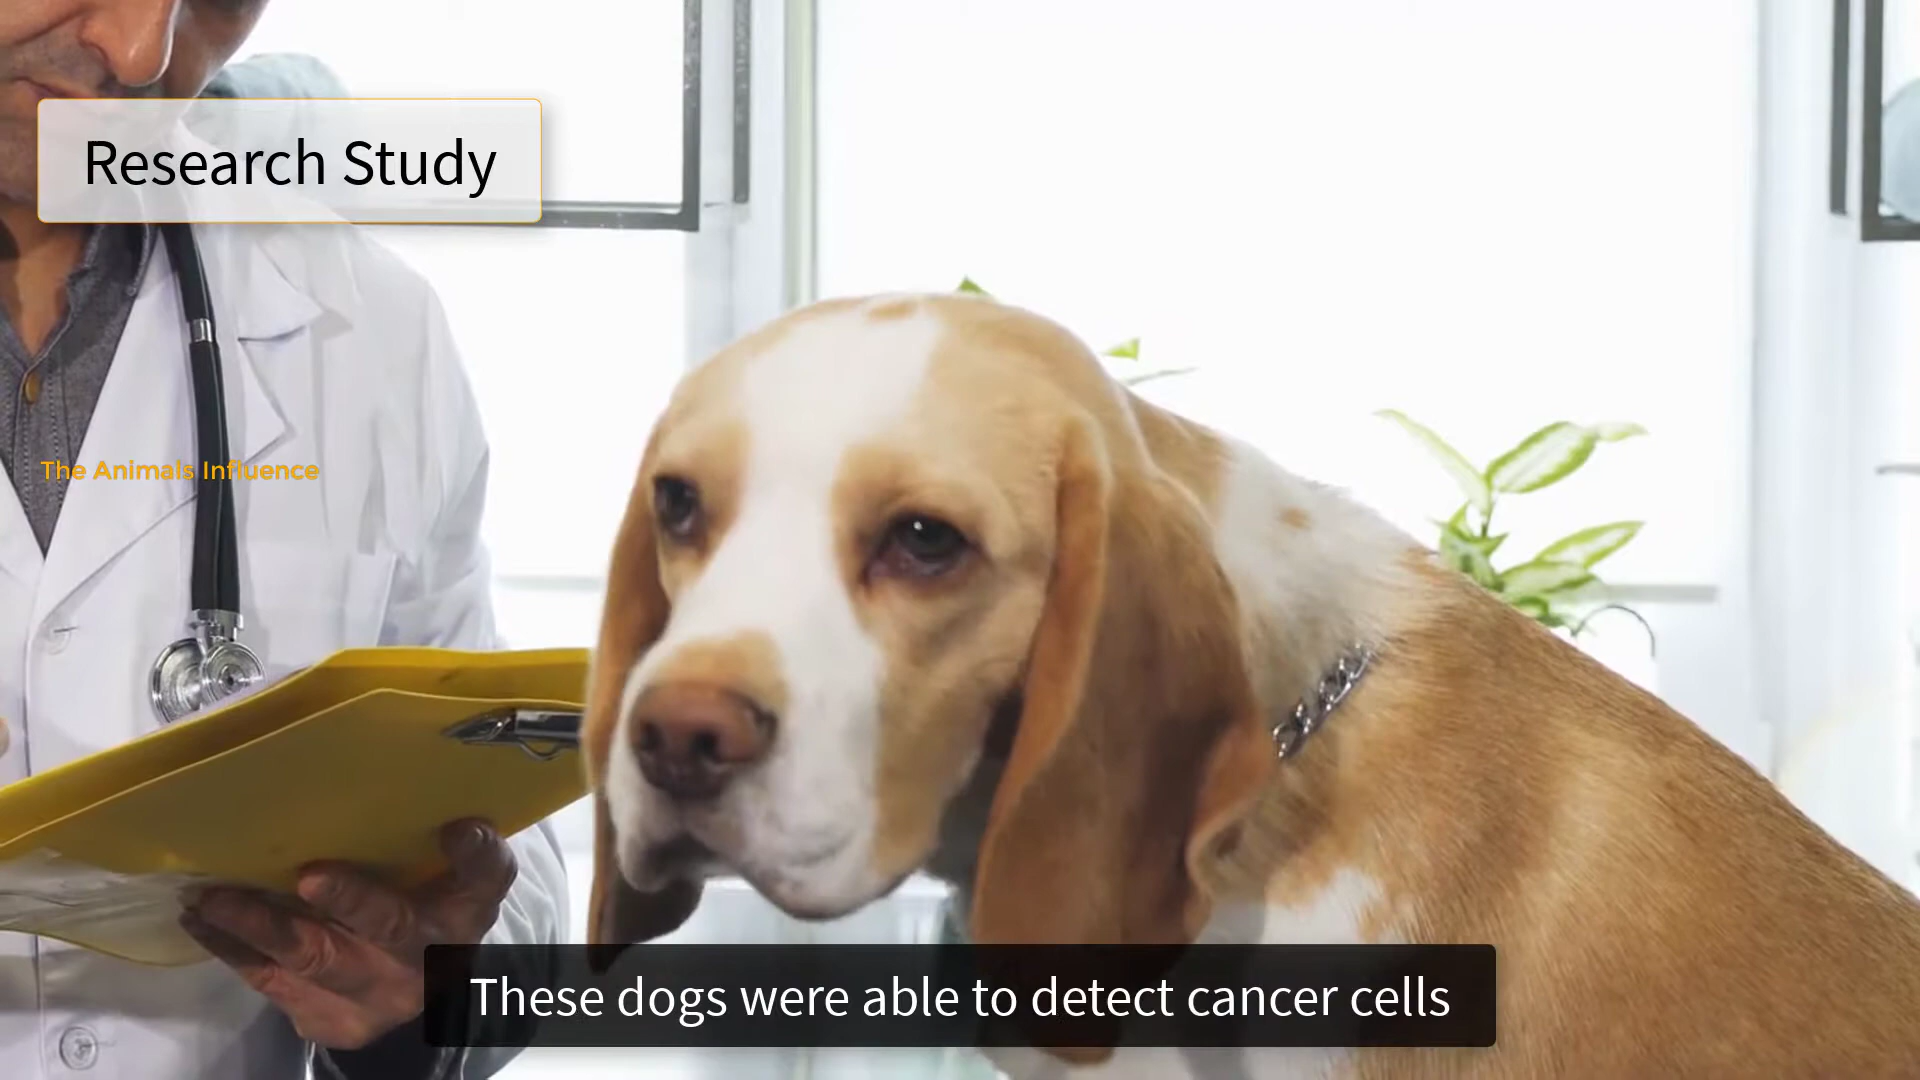 Research Study
The Animals Influence
These dogs were able to detect cancer cells